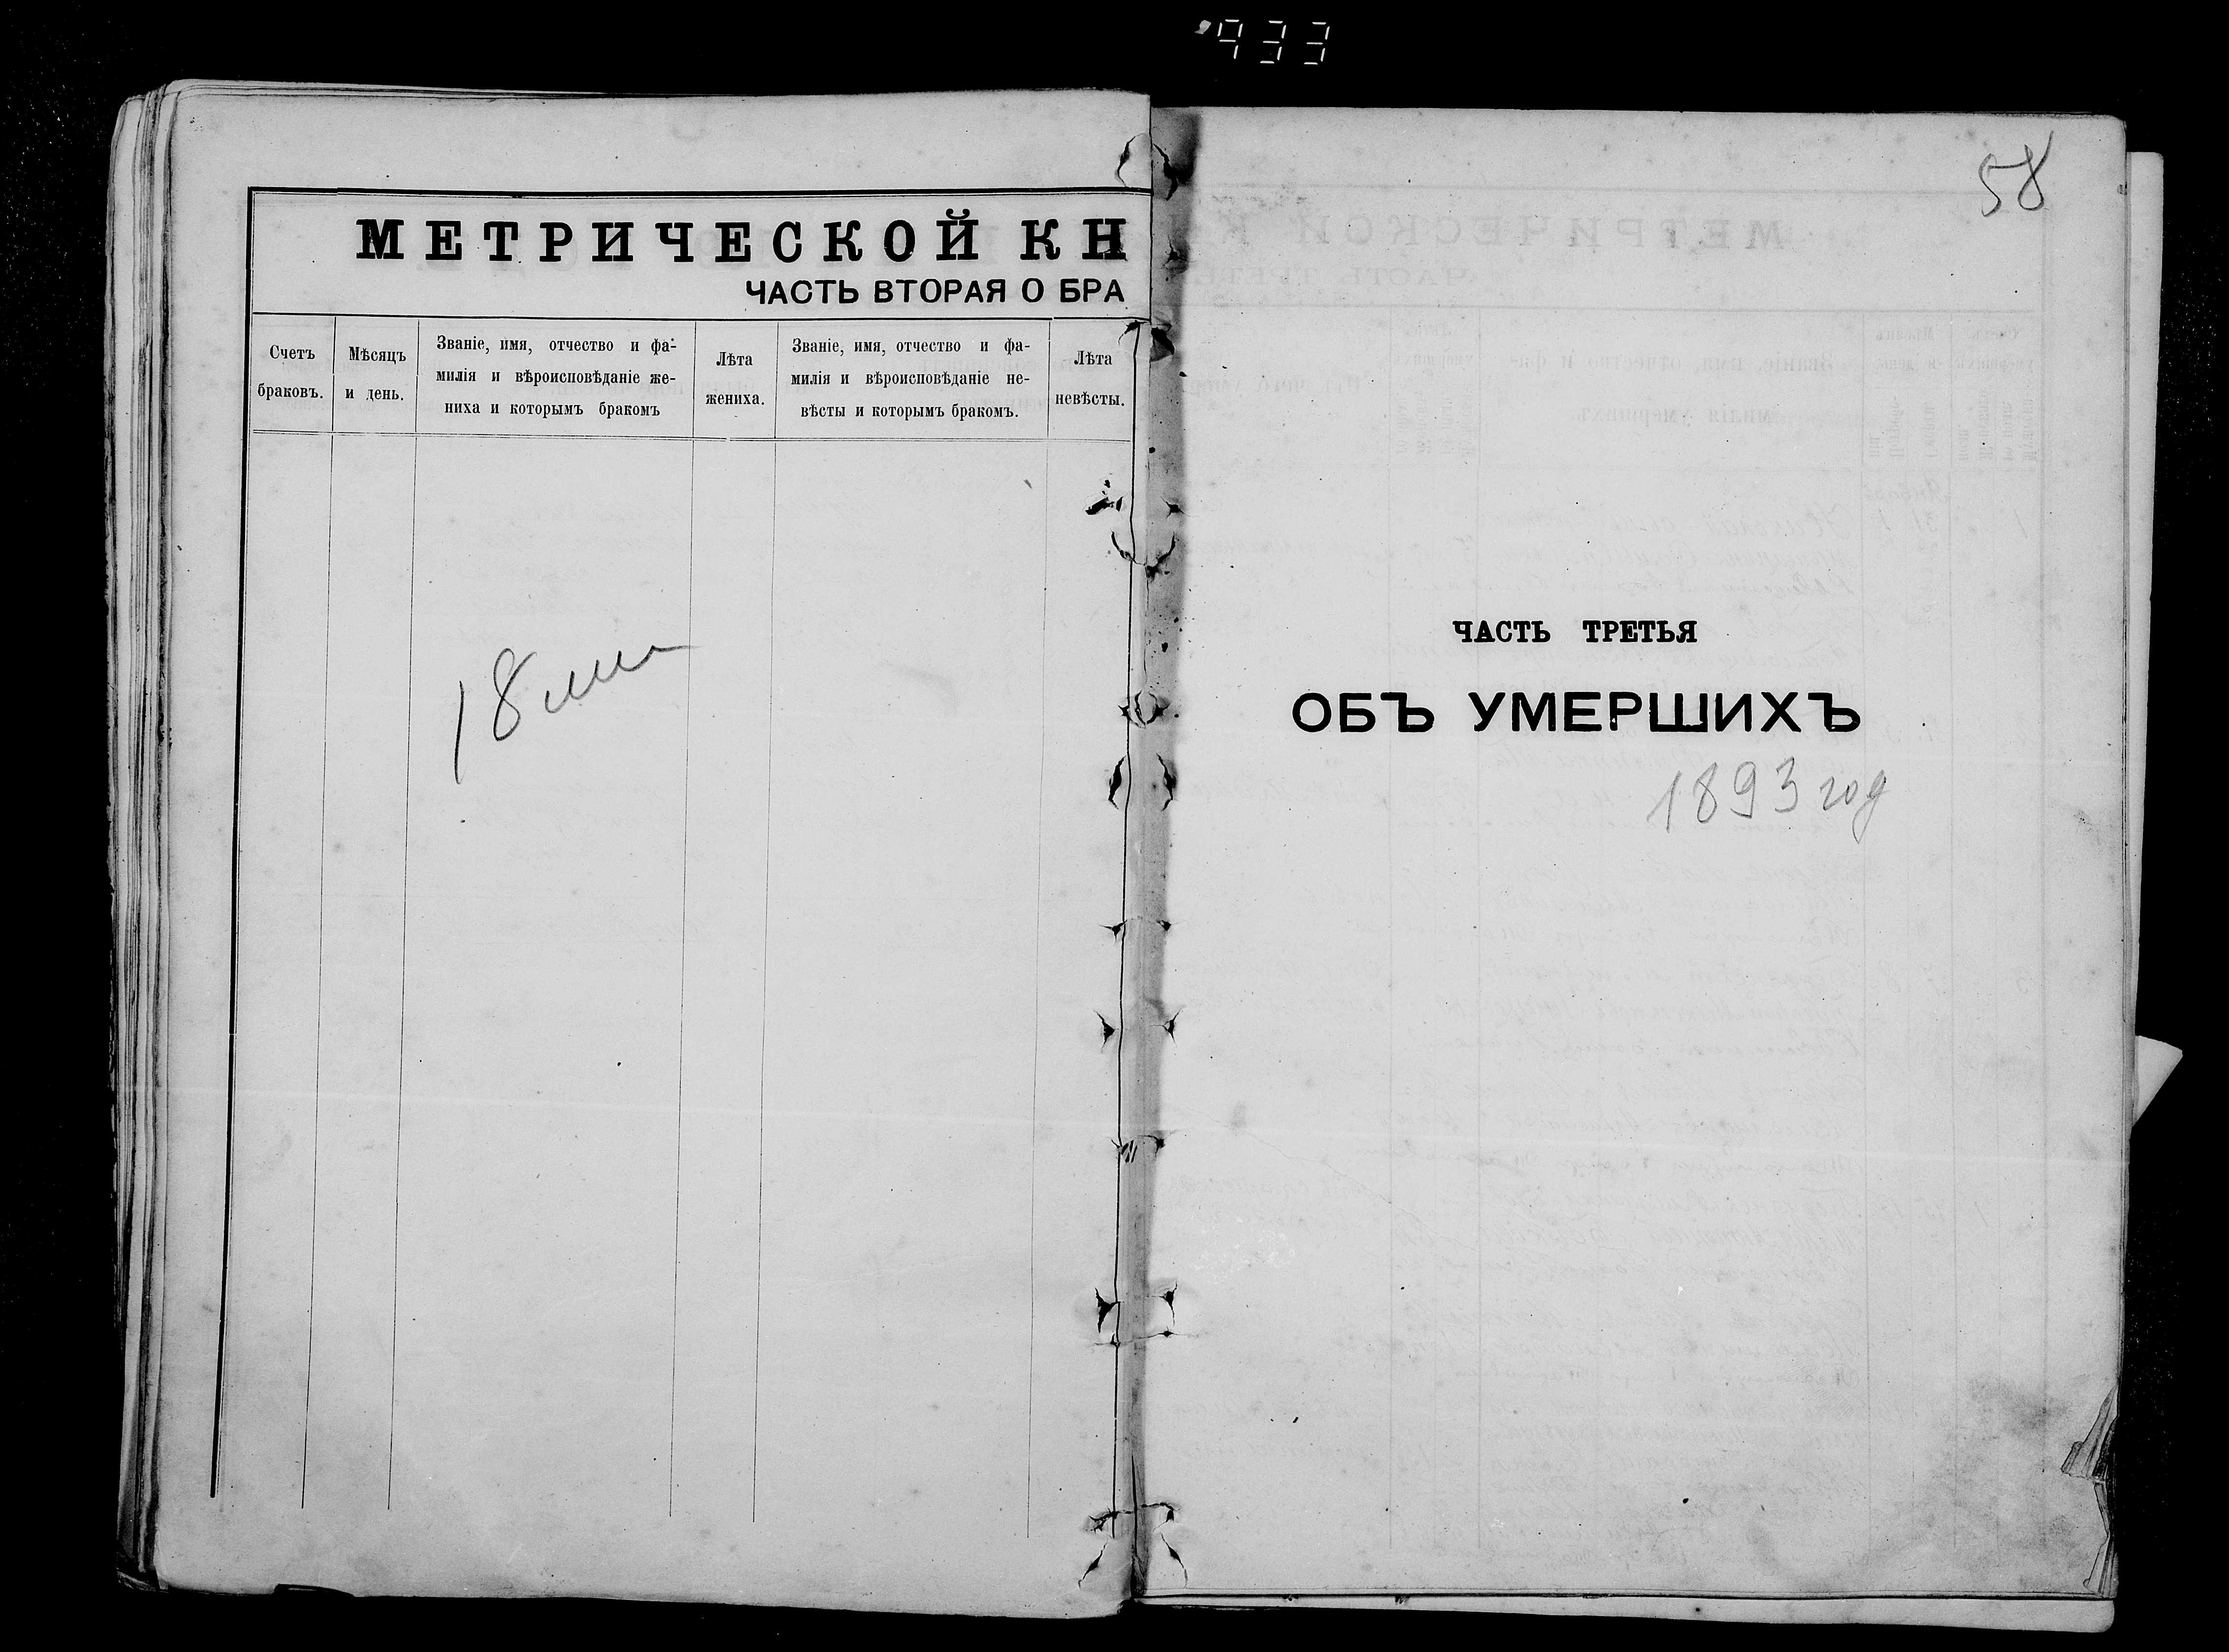 933
МЕТРИЧЕСКОЙ КН
ЧАСТЬ ВТОРАЯ О БРА
Счетъ браковъ.
Мѣсяцъ и день.
Званіе, имя, отчество и фа-
милія и вѣроисповѣданіе же-
ниха и которымъ бракомъ
Лѣта жениха.
Званіе, имя, отчество и фа-
милія и вѣроисповѣданіе не-
вѣсты и которымъ бракомъ.
Лѣта невѣсты.
18
58
ЧАСТЬ ТРЕТЬЯ
ОБЪ УМЕРШИХЪ
1893 год